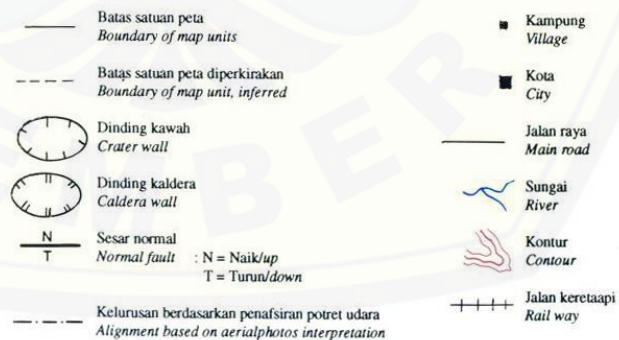 Batas satuan peta
Boundary of map units
Batas satuan peta diperkirakan
Boundary of map unit, inferred
Dinding kawah
Crater wall
Dinding kaldera
Caldera wall
N
T
Sesar normal
Normal fault : N = Naik/up
T = Turun/down
Kelurusan berdasarkan penafsiran potret udara
Alignment based on aerialphotos interpretation
Kampung
Village
Kota
City
Jalan raya
Main road
Sungai
River
Kontur
Contour
Jalan keretaapi
Rail way